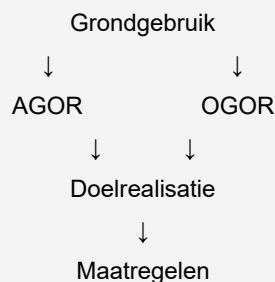 Grondgebruik
↓ ↓
AGOR OGOR
↓ ↓
Doelrealisatie
↓
Maatregelen